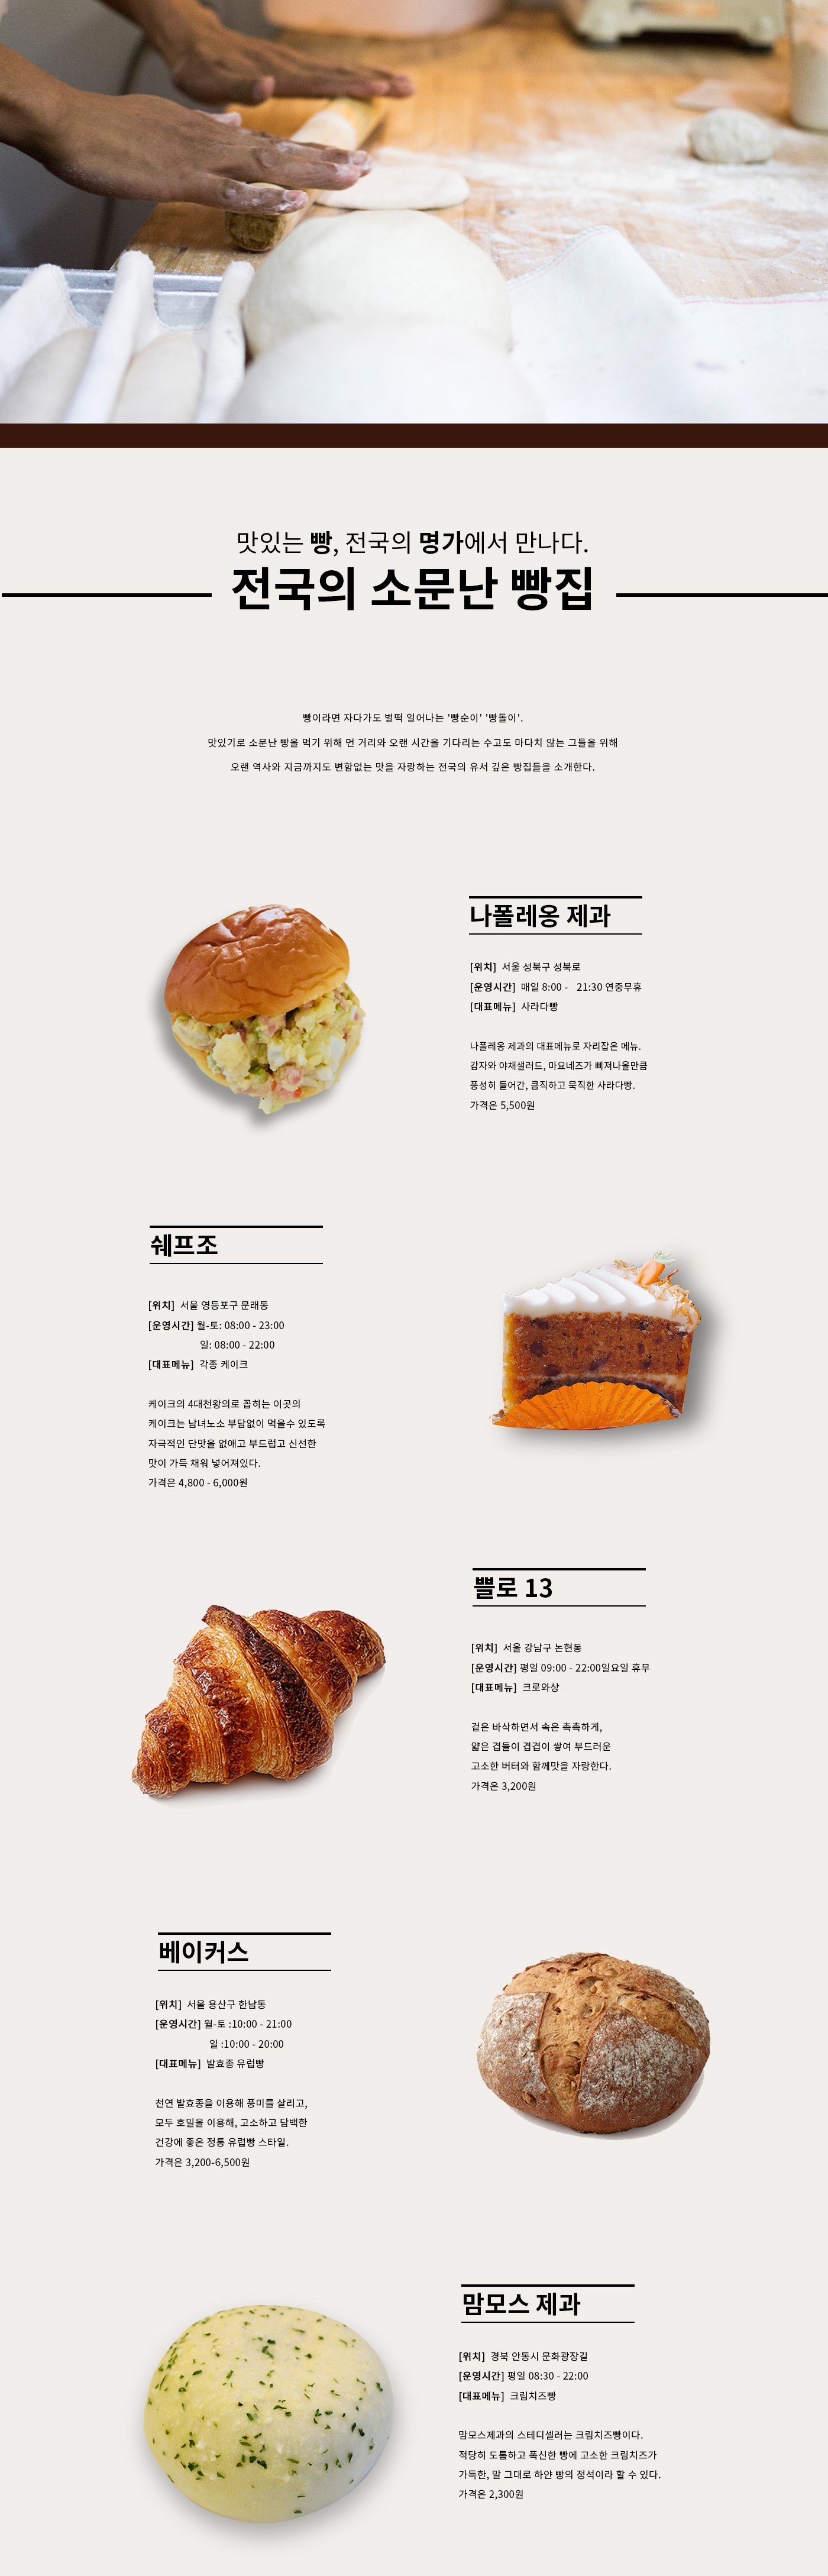 맛있는 빵, 전국의 명가에서 만나다.
전국의 소문난 빵집
빵이라면 자다가도 벌떡 일어나는 '빵순이' '빵돌이'.
맛있기로 소문난 빵을 먹기 위해 먼 거리와 오랜 시간을 기다리는 수고도 마다치 않는 그들을 위해
오랜 역사와 지금까지도 변함없는 맛을 자랑하는 전국의 유서 깊은 빵집들을 소개한다.
나폴레옹 제과
[위치] 서울 성북구 성북로
[운영시간] 매일 8:00 - 21:30 연중무휴
[대표메뉴] 사라다빵
나폴레옹 제과의 대표메뉴로 자리잡은 메뉴.
감자와 야채샐러드, 마요네즈가 삐져나올만큼
풍성히 들어간, 큼직하고 묵직한 사라다빵.
가격은 5,500원
쉐프조
[위치] 서울 영등포구 문래동
[운영시간] 월-토: 08:00 - 23:00
일: 08:00 - 22:00
[대표메뉴] 각종 케이크
케이크의 4대천왕의로 꼽히는 이곳의
케이크는 남녀노소 부담없이 먹을수 있도록
자극적인 단맛을 없애고 부드럽고 신선한
맛이 가득 채워 넣어져있다.
가격은 4,800 - 6,000원
쁠로 13
[위치] 서울 강남구 논현동
[운영시간] 평일 09:00 - 22:00일요일 휴무
[대표메뉴] 크로와상
겉은 바삭하면서 속은 촉촉하게,
얇은 겹들이 겹겹이 쌓여 부드러운
고소한 버터와 함께맛을 자랑한다.
가격은 3,200원
베이커스
[위치] 서울 용산구 한남동
[운영시간] 월-토 :10:00 - 21:00
일 :10:00 - 20:00
[대표메뉴] 발효종 유럽빵
천연 발효종을 이용해 풍미를 살리고,
모두 호밀을 이용해, 고소하고 담백한
건강에 좋은 정통 유럽빵 스타일.
가격은 3,200-6,500원
맘모스 제과
[위치] 경북 안동시 문화광장길
[운영시간] 평일 08:30 - 22:00
[대표메뉴] 크림치즈빵
맘모스제과의 스테디셀러는 크림치즈빵이다.
적당히 도톰하고 폭신한 빵에 고소한 크림치즈가
가득한, 말 그대로 하얀 빵의 정석이라 할 수 있다.
가격은 2,300원